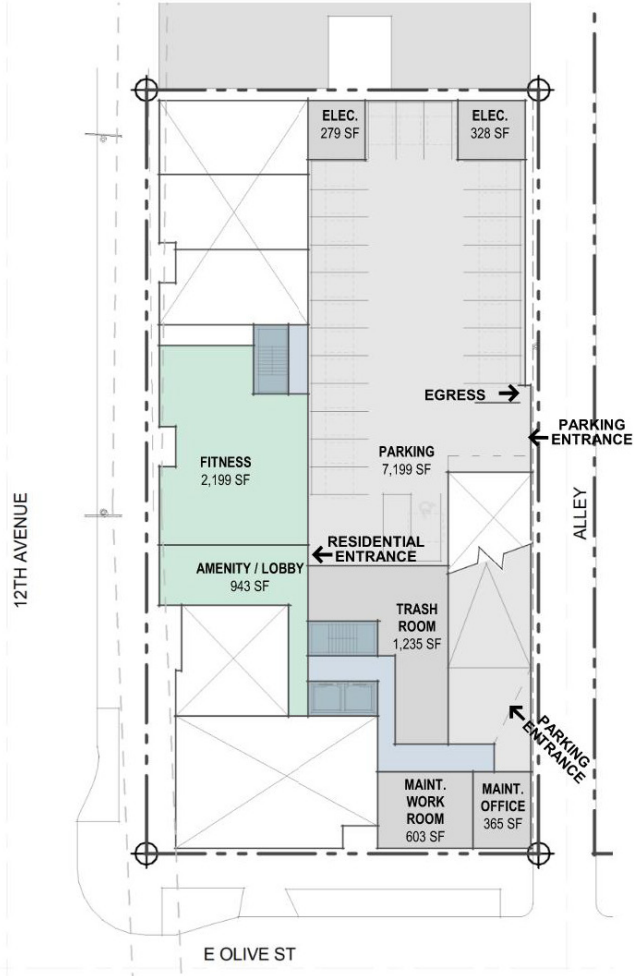 ELEC.
279 SF
ELEC.
328 SF
EGRESS
PARKING
ENTRANCE
PARKING
7,199 SF
FITNESS
2,199 SF
12TH AVENUE
ALLEY
RESIDENTIAL
ENTRANCE
AMENITY / LOBBY
943 SF
TRASH
ROOM
1,235 SF
PARKING
ENTRANCE
MAINT.
WORK
ROOM
603 SF
MAINT.
OFFICE
365 SF
E OLIVE ST